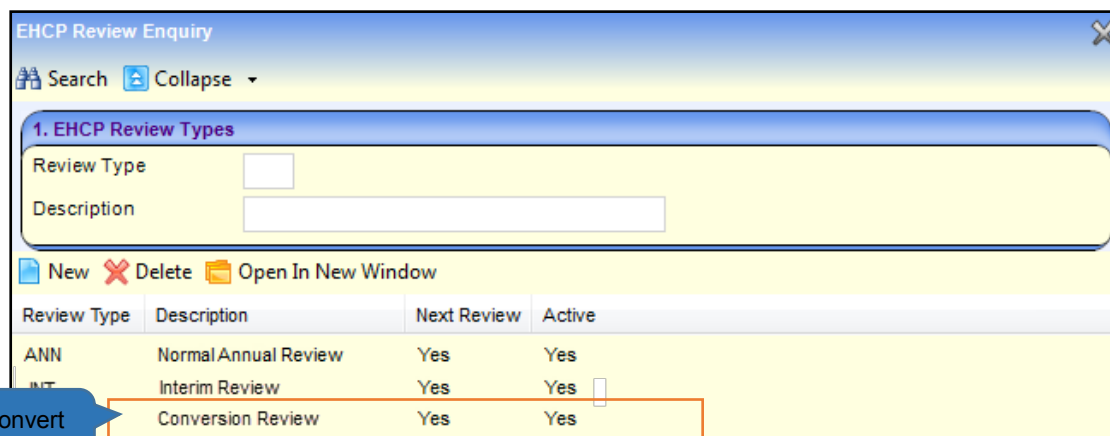 EHCP Review Enquiry
Search Collapse
1. EHCP Review Types
Review Type
Description
New Delete Open In New Window
Review Type Description Next Review Active
ANN Normal Annual Review Yes Yes
INT Interim Review Yes Yes
onvert Conversion Review Yes Yes